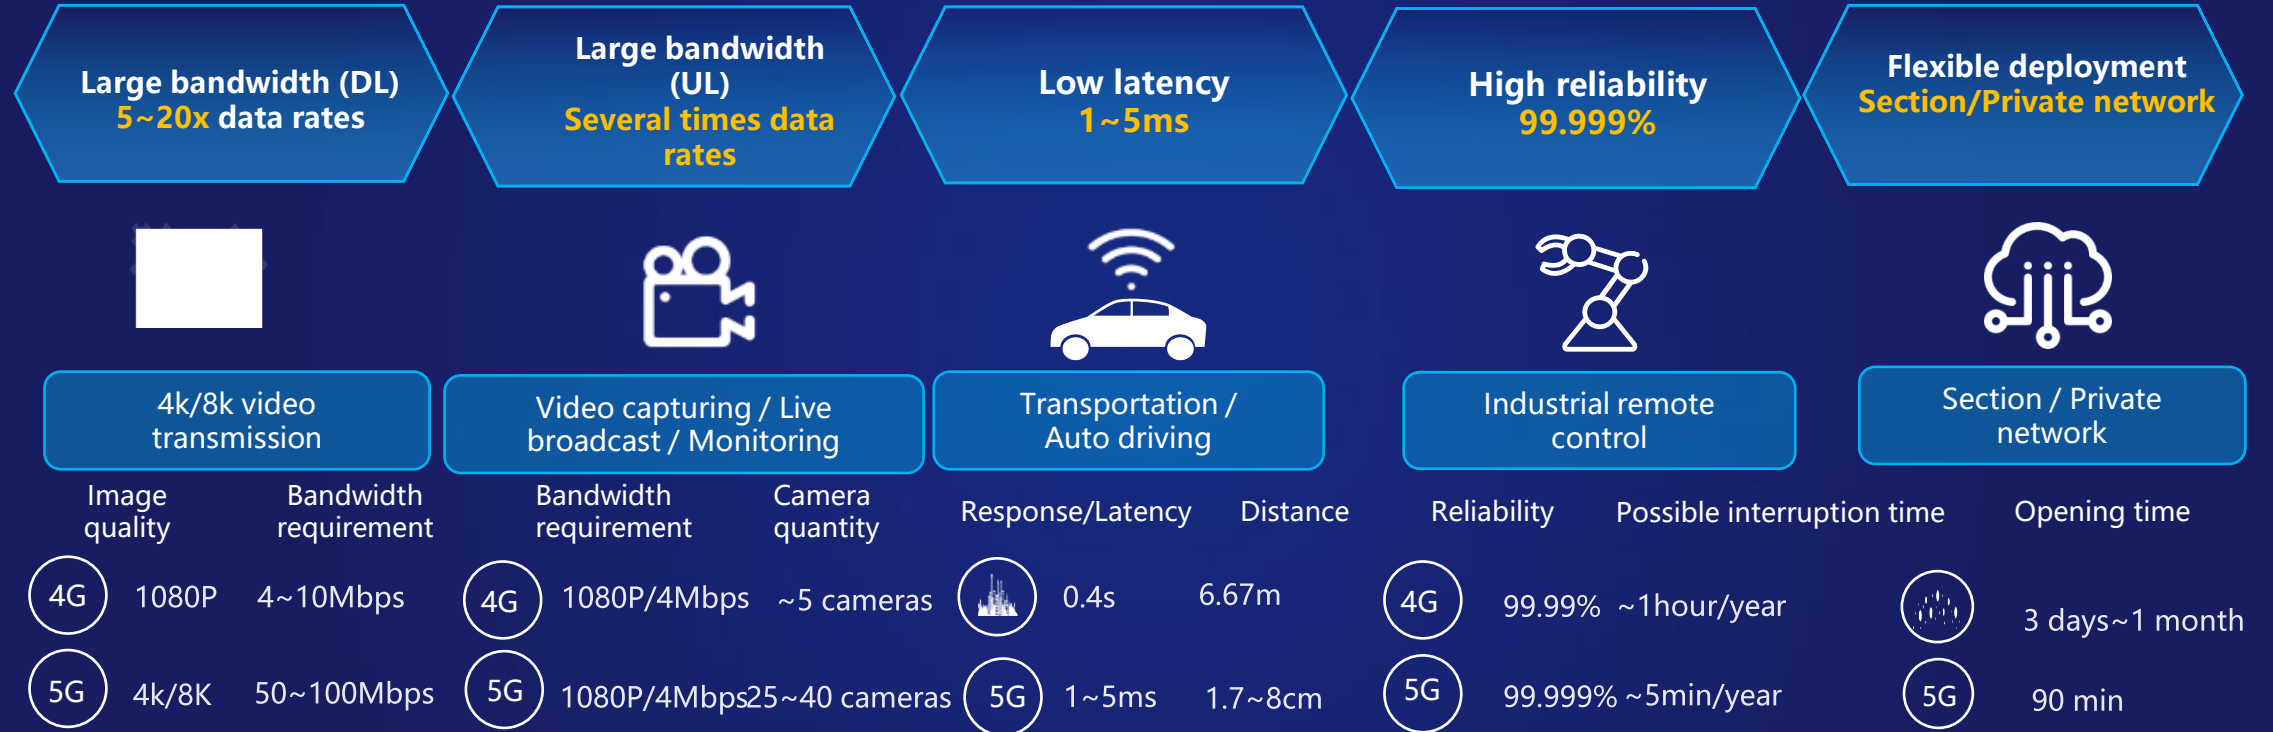 Large bandwidth (DL)
5~20x data rates
Large bandwidth
(UL)
Several times data
rates
Low latency
1~5ms
High reliability
99.999%
Flexible deployment
Section/Private network
4k/8k video
transmission
Video capturing / Live
broadcast / Monitoring
Transportation /
Auto driving
Industrial remote
control
Section / Private
network
Image
quality
Bandwidth
requirement
4G 1080P 4~10Mbps
5G 4k/8K 50~100Mbps
Bandwidth
requirement
Camera
quantity
4G 1080P/4Mbps ~5 cameras
5G 1080P/4Mbps 25~40 cameras
Response/Latency Distance
0.4s 6.67m
5G 1~5ms 1.7~8cm
Reliability Possible interruption time
4G 99.99% ~1hour/year
5G 99.999% ~5min/year
Opening time
3 days~1 month
5G 90 min